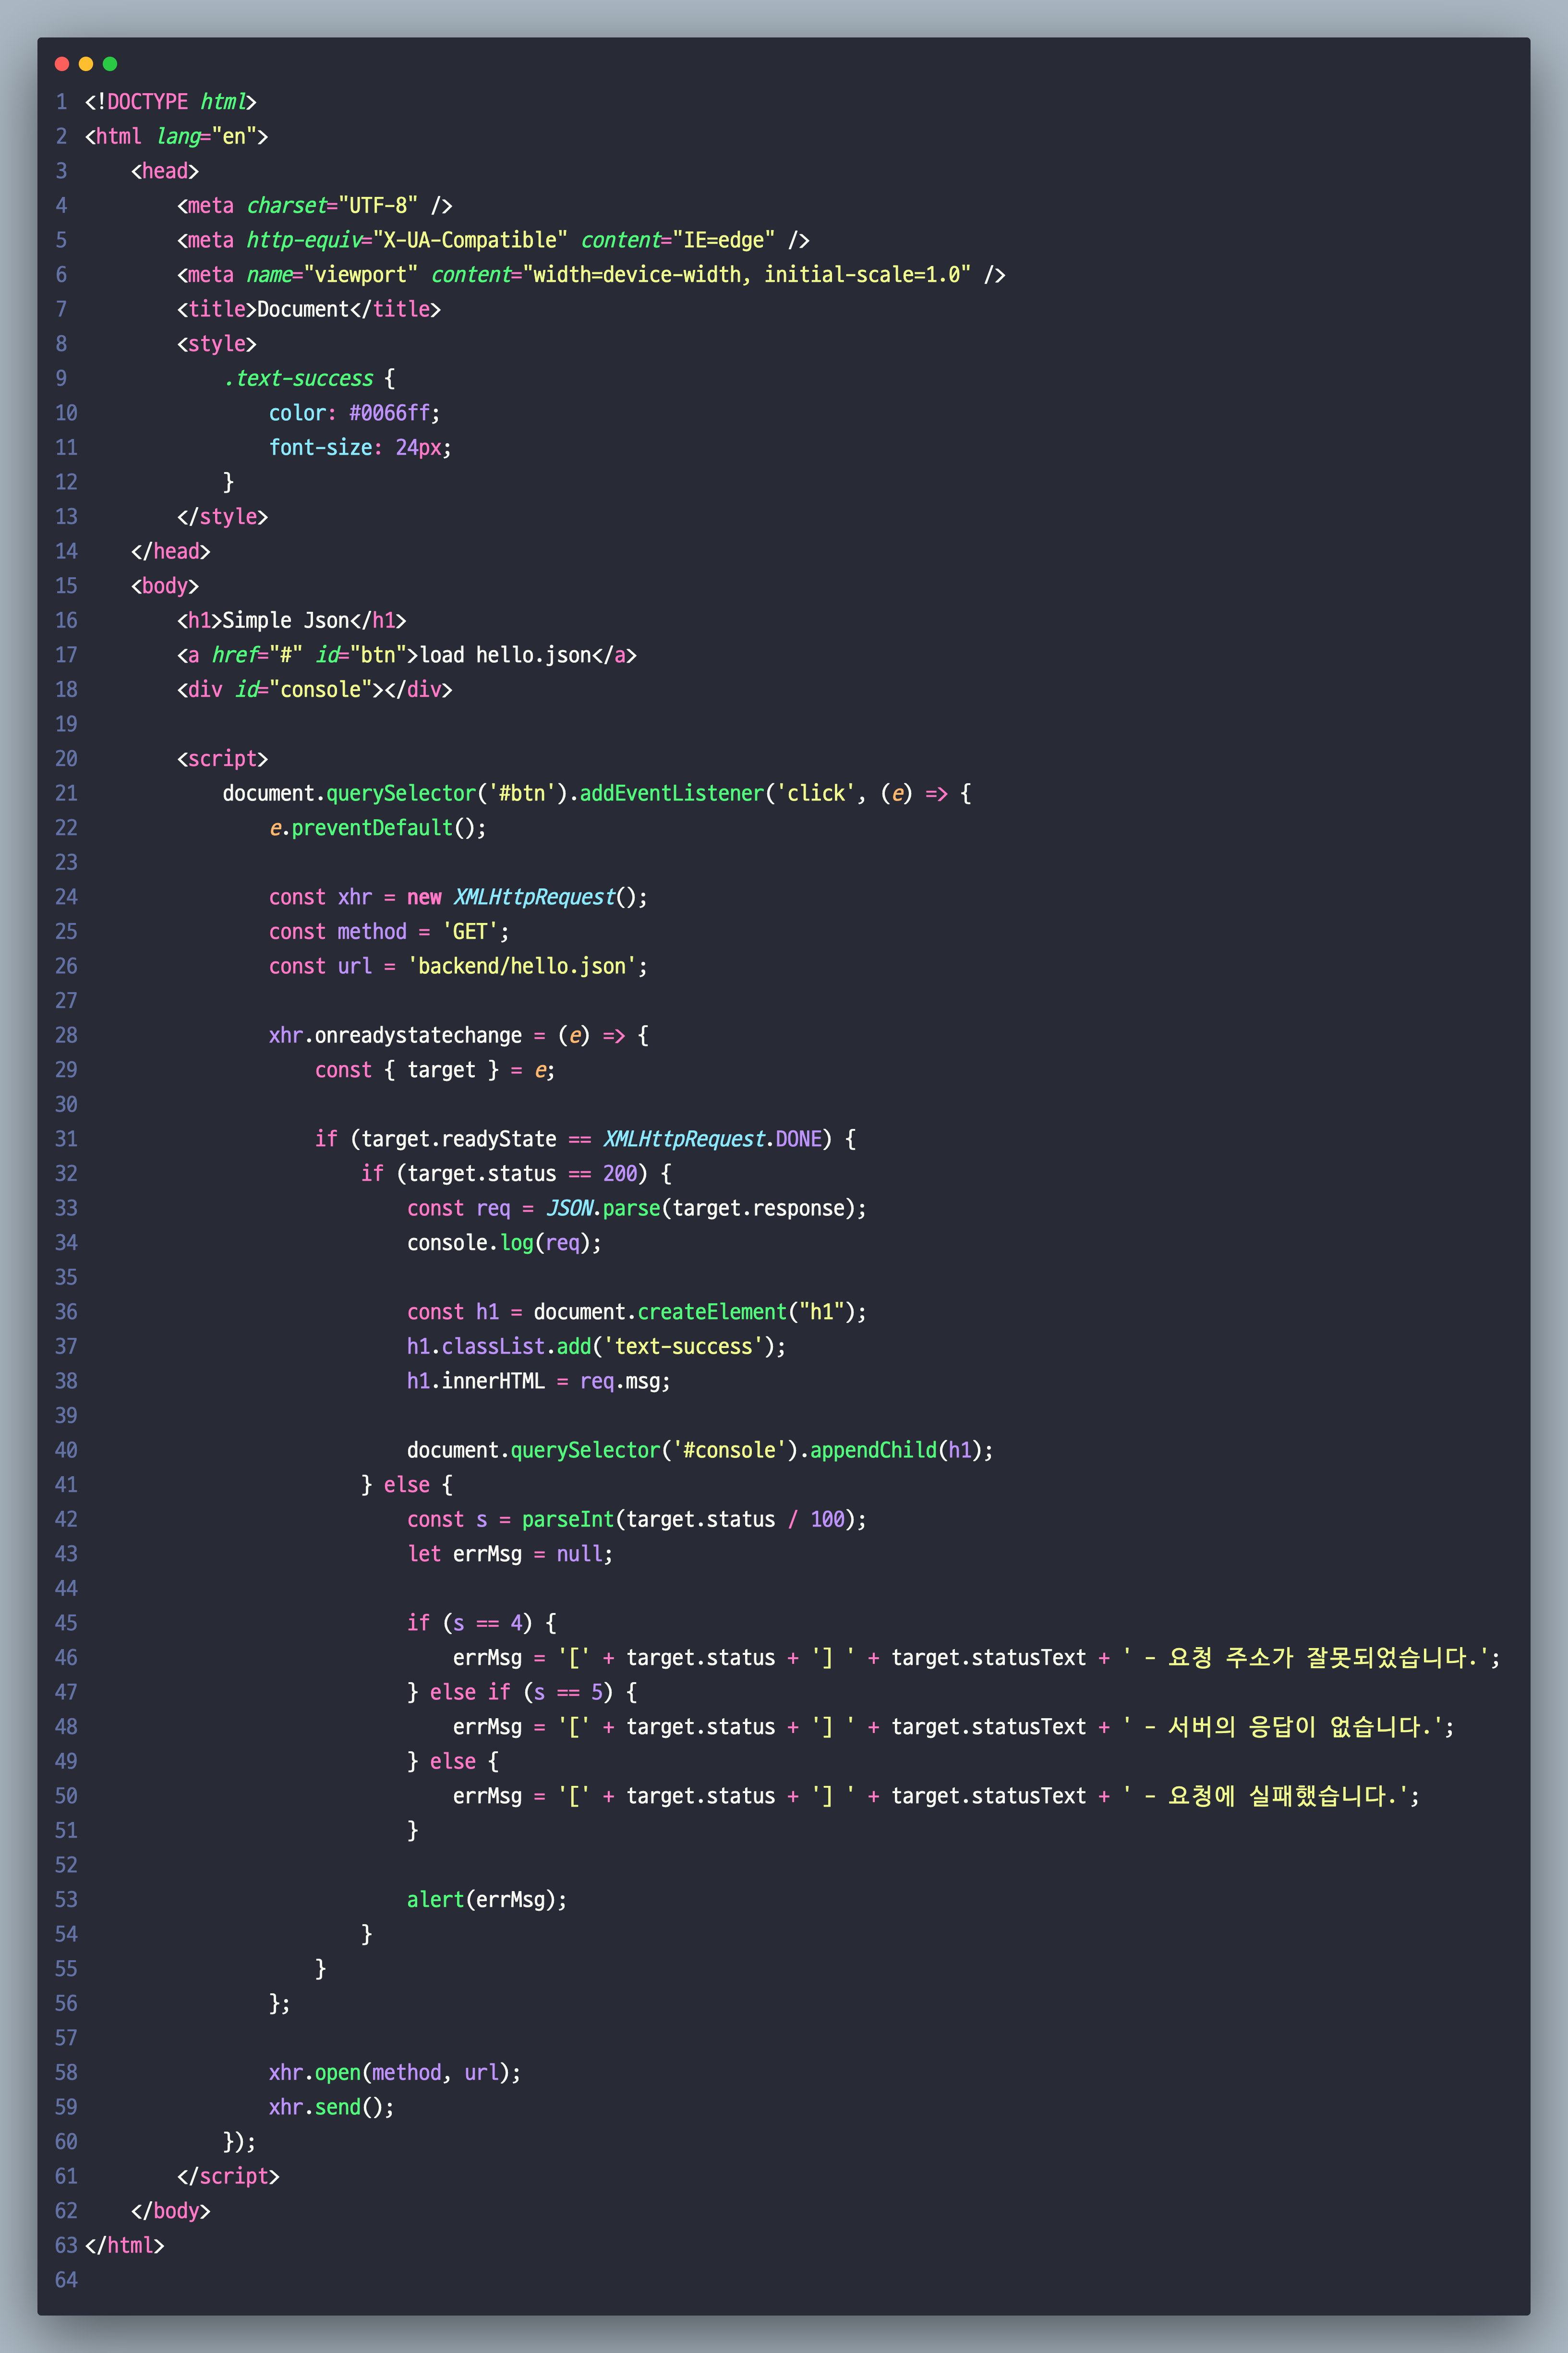 1 <!DOCTYPE html>
2 <html lang="en">
3     <head>
4         <meta charset="UTF-8" />
5         <meta http-equiv="X-UA-Compatible" content="IE=edge" />
6         <meta name="viewport" content="width=device-width, initial-scale=1.0" />
7         <title>Document</title>
8         <style>
9             .text-success {
10                 color: #0066ff;
11                 font-size: 24px;
12             }
13         </style>
14     </head>
15     <body>
16         <h1>Simple Json</h1>
17         <a href="#" id="btn">load hello.json</a>
18         <div id="console"></div>
19
20         <script>
21             document.querySelector('#btn').addEventListener('click', (e) => {
22                 e.preventDefault();
23
24                 const xhr = new XMLHttpRequest();
25                 const method = 'GET';
26                 const url = 'backend/hello.json';
27
28                 xhr.onreadystatechange = (e) => {
29                     const { target } = e;
30
31                     if (target.readyState == XMLHttpRequest.DONE) {
32                         if (target.status == 200) {
33                             const req = JSON.parse(target.response);
34                             console.log(req);
35
36                             const h1 = document.createElement("h1");
37                             h1.classList.add('text-success');
38                             h1.innerHTML = req.msg;
39
40                             document.querySelector('#console').appendChild(h1);
41                         } else {
42                             const s = parseInt(target.status / 100);
43                             let errMsg = null;
44
45                             if (s == 4) {
46                                 errMsg = '[' + target.status + '] ' + target.statusText + ' - 요청 주소가 잘못되었습니다.';
47                             } else if (s == 5) {
48                                 errMsg = '[' + target.status + '] ' + target.statusText + ' - 서버의 응답이 없습니다.';
49                             } else {
50                                 errMsg = '[' + target.status + '] ' + target.statusText + ' - 요청에 실패했습니다.';
51                             }
52
53                             alert(errMsg);
54                         }
55                     }
56                 };
57
58                 xhr.open(method, url);
59                 xhr.send();
60             });
61         </script>
62     </body>
63 </html>
64